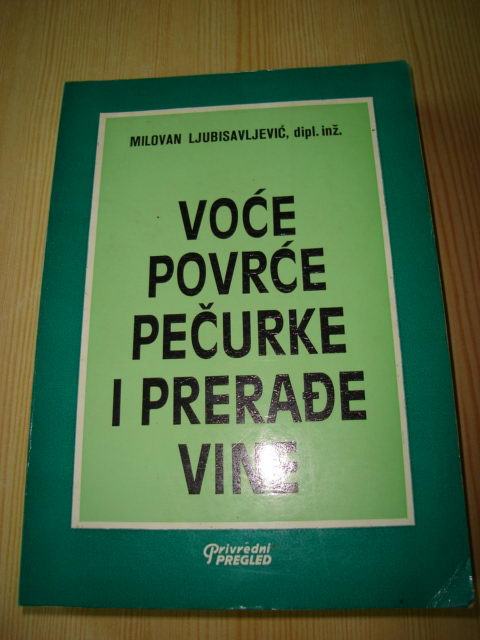 MILOVAN LJUBISAVLJEVIĆ, dipl. inž.
VOĆE
POVRĆE
PEČURKE
I PRERAĐE
VINE
Privredni
PREGLED